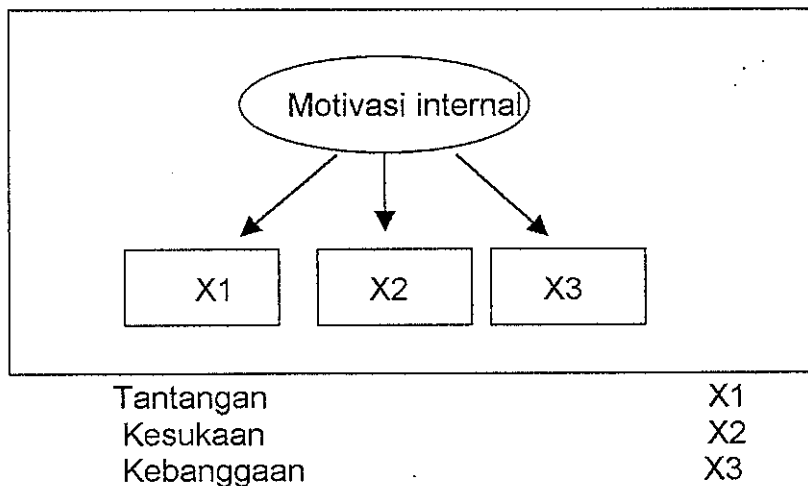 Motivasi internal
X1 X2 X3
Tantangan X1
Kesukaan X2
Kebanggaan X3